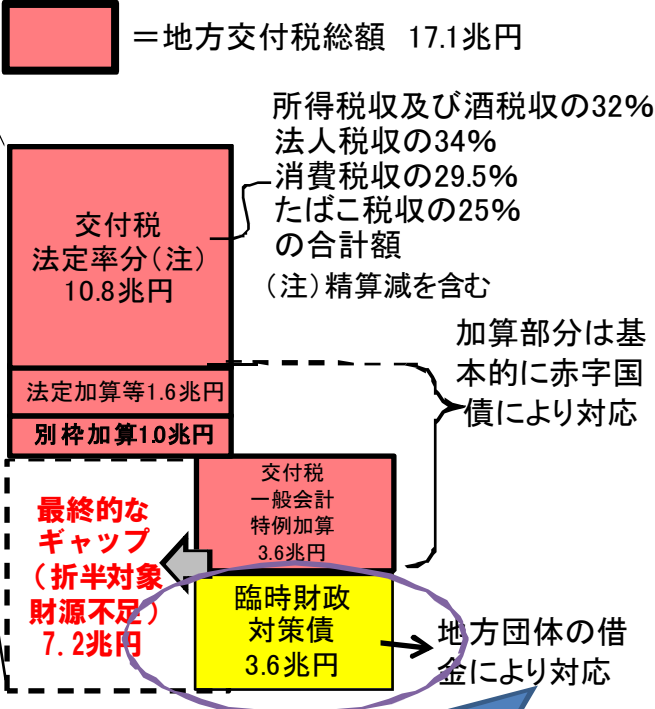 ＝地方交付税総額 17.1兆円
所得税収及び酒税収の32%
法人税収の34%
消費税収の29.5%
たばこ税収の25%
の合計額
（注）精算減を含む
交付税
法定率分（注）
10.8兆円
加算部分は基
本的に赤字国
債により対応
法定加算等1.6兆円
別枠加算1.0兆円
交付税
一般会計
特例加算
3.6兆円
最終的な
ギャップ
（折半対象
財源不足）
7.2兆円
臨時財政
対策債
3.6兆円
地方団体の借
金により対応